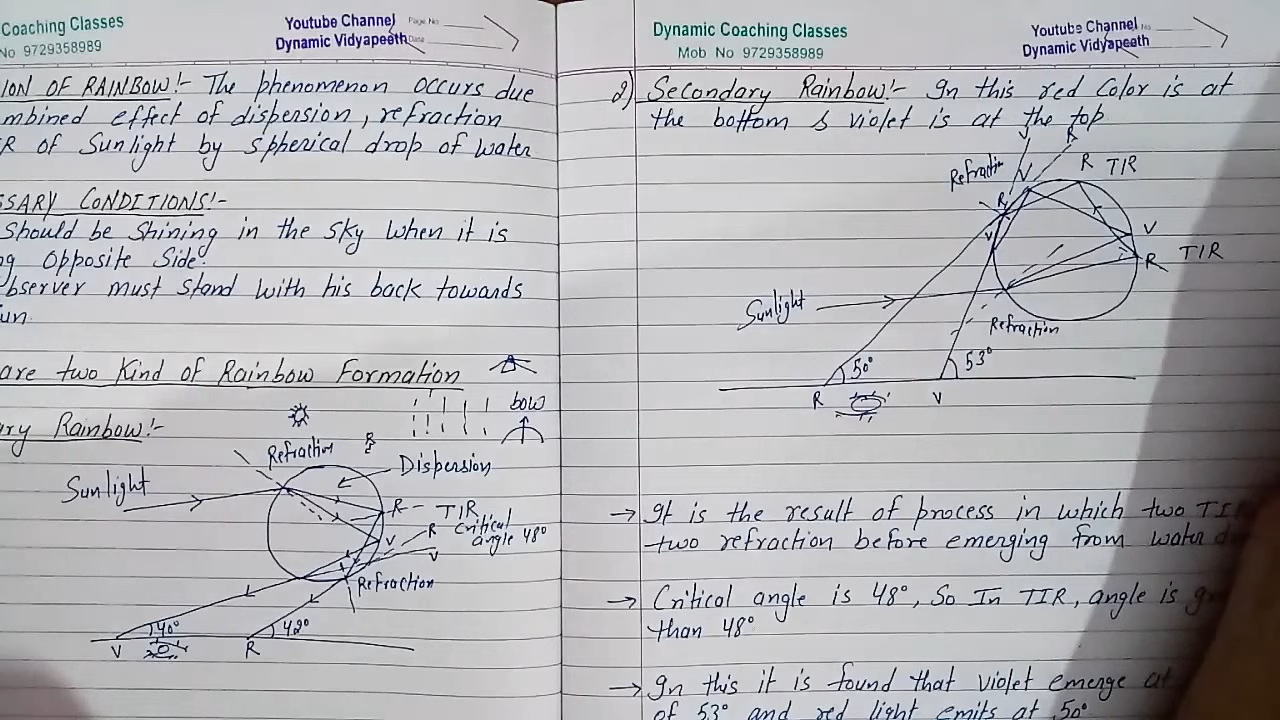 Coaching Classes
No 9729358989
Youtube Channel
Dynamic Vidyapeeth
Page No
Date
ION OF RAINBOW:- The phenomenon occurs due
mbined effect of dispersion, refraction
R of Sunlight by spherical drop of water
SSARY CONDITIONS:-
Should be shining in the sky when it is
ng opposite side.
bserver must stand with his back towards
un.
are two Kind of Rainbow Formation
bow
ry Rainbow:-
Refraction
Dispersion
Sunlight
R - TIR
R Critical
angle 48°
V
V
Refraction
40°
42°
V
R
Dynamic Coaching Classes
Mob No 9729358989
Youtube Channel
No
Dynamic Vidyapeeth
2) Secondary Rainbow:- In this red Color is at
the bottom & violet is at the top
V
R
Refractin
V
R TIR
R
V
V
R TIR
Sunlight
Refraction
50°
53°
R
V
→ It is the result of process in which two TI
two refraction before emerging from water d
→ Critical angle is 48°, So In TIR, angle is g
than 48°
→ In this it is found that violet emerge at
of 53° and red light emits at 50°